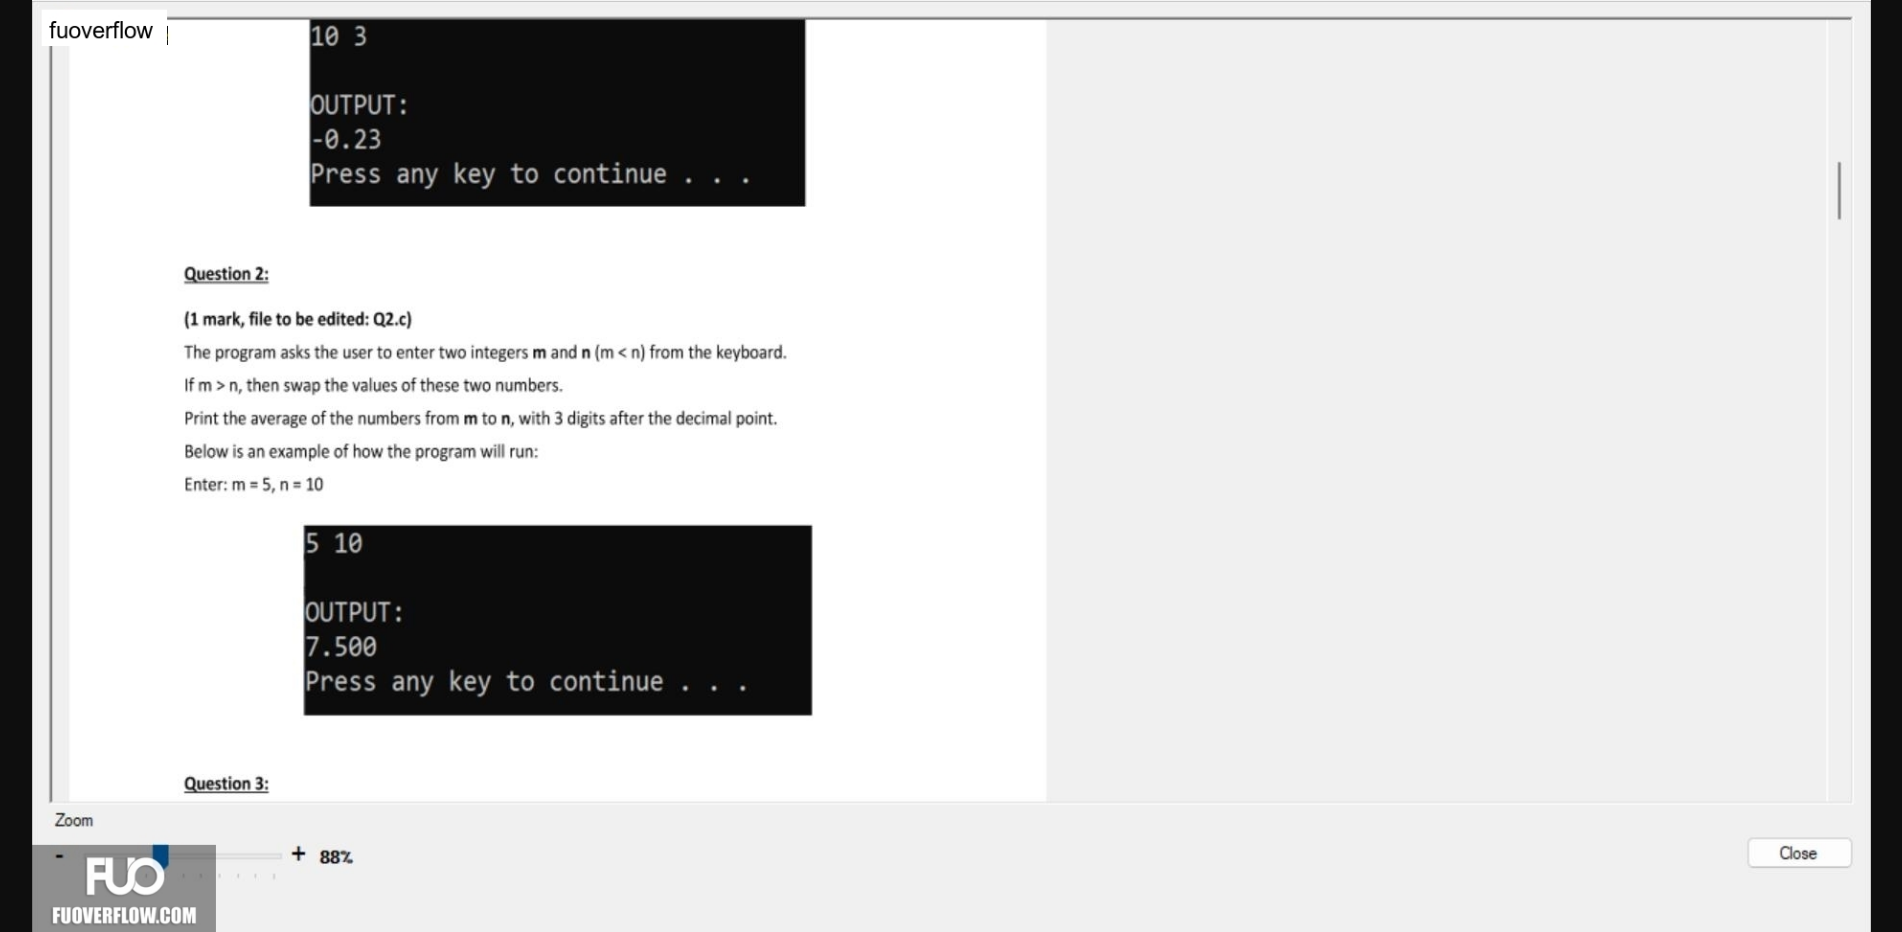 fuoverflow
10 3
OUTPUT:
-0.23
Press any key to continue . . .
Question 2:
(1 mark, file to be edited: Q2.c)
The program asks the user to enter two integers m and n (m < n) from the keyboard.
If m > n, then swap the values of these two numbers.
Print the average of the numbers from m to n, with 3 digits after the decimal point.
Below is an example of how the program will run:
Enter: m = 5, n = 10
5 10
OUTPUT:
7.500
Press any key to continue . . .
Question 3:
Zoom
- + 88%
Close
FUO
FUOVERFLOW.COM